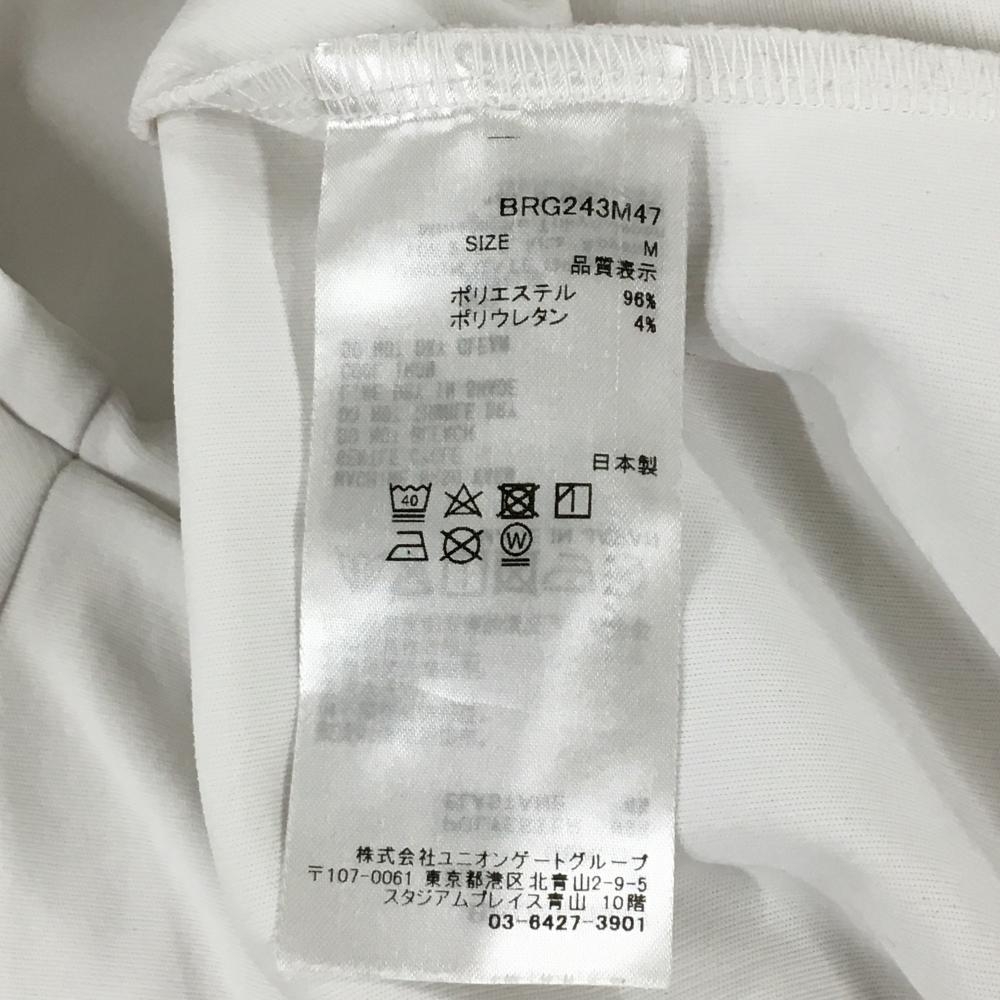 BRG243M47
SIZE M
品質表示
ポリエステル 96%
ポリウレタン 4%
日本製
40
W
株式会社ユニオンゲートグループ
〒107-0061 東京都港区北青山2-9-5
スタジアムプレイス青山 10階
03-6427-3901